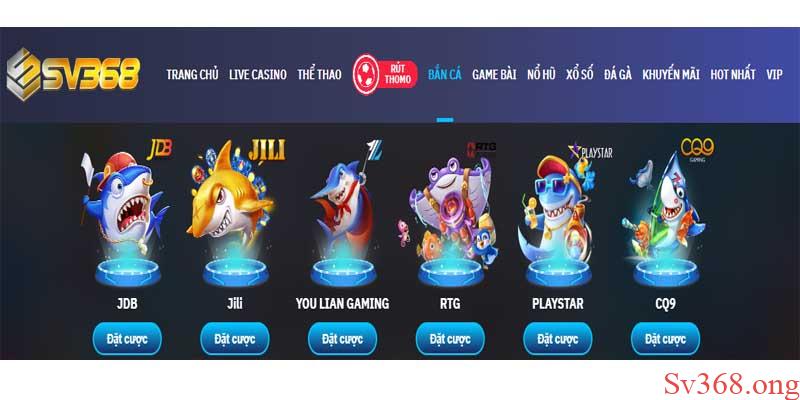 SV368
TRANG CHỦ LIVE CASINO THỂ THAO RÚT THOMO BẮN CÁ GAME BÀI NỔ HŨ XỔ SỐ ĐÁ GÀ KHUYẾN MÃI HOT NHẤT VIP
JDB JILI RTG PLAYSTAR CQ9 GAMING
JDB Jili YOU LIAN GAMING RTG PLAYSTAR CQ9
Đặt cược Đặt cược Đặt cược Đặt cược Đặt cược Đặt cược
Sv368.ong